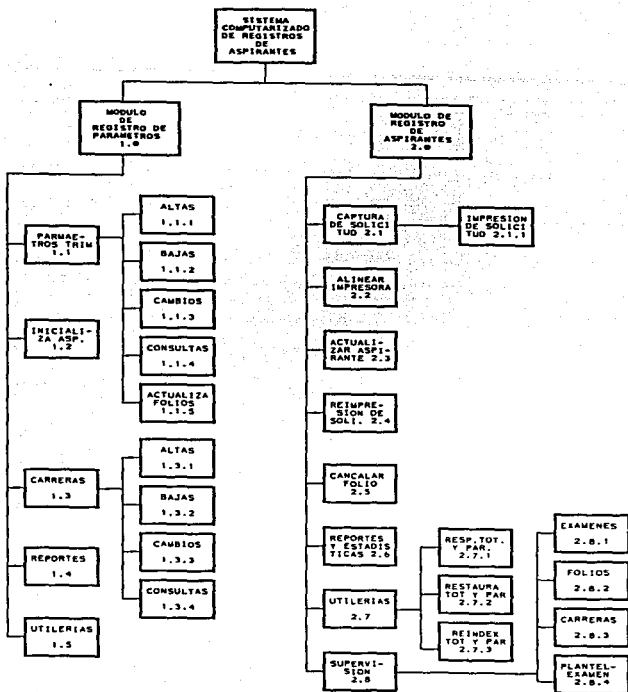 SISTEMA
COMPUTARIZADO
DE REGISTROS
DE
ASPIRANTES
MODULO
DE
REGISTRO DE
PARAMETROS
1.0
MODULO DE
REGISTRO
DE
ASPIRANTES
2.0
PARMAE-
TROS TRIM
1.1
ALTAS
1.1.1
BAJAS
1.1.2
CAMBIOS
1.1.3
CONSULTAS
1.1.4
ACTUALIZA
FOLIOS
1.1.5
INICIALI-
ZA ASP.
1.2
CARRERAS
1.3
ALTAS
1.3.1
BAJAS
1.3.2
CAMBIOS
1.3.3
CONSULTAS
1.3.4
REPORTES
1.4
UTILERIAS
1.5
CAPTURA
DE SOLICI
TUD 2.1
IMPRESION
DE SOLICI
TUD 2.1.1
ALINEAR
IMPRESORA
2.2
ACTUALI-
ZAR ASPI-
RANTE 2.3
REIMPRE-
SION DE
SOLI. 2.4
CANCALAR
FOLIO
2.5
REPORTES
Y ESTADIS
TICAS 2.6
UTILERIAS
2.7
RESP.TOT.
Y PAR.
2.7.1
RESTAURA
TOT Y PAR
2.7.2
REINDEX
TOT Y PAR
2.7.3
SUPERVI-
SION
2.8
EXAMENES
2.8.1
FOLIOS
2.8.2
CARRERAS
2.8.3
PLANTEL-
EXAMEN
2.8.4